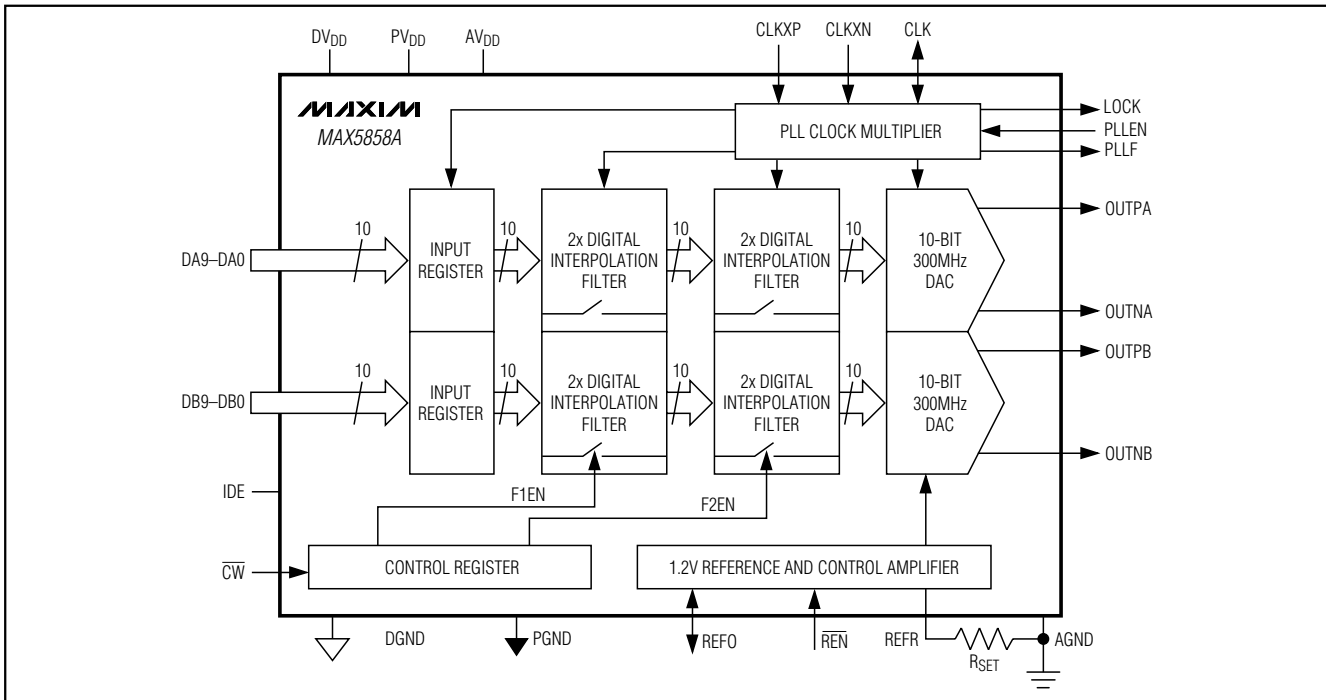 DVDD PVDD AVDD CLKXP CLKXN CLK
MAXIM
MAX5858A
PLL CLOCK MULTIPLIER
LOCK
PLLEN
PLLF
DA9–DA0
10
INPUT
REGISTER
10
2x DIGITAL
INTERPOLATION
FILTER
10
2x DIGITAL
INTERPOLATION
FILTER
10
10-BIT
300MHz
DAC
OUTPA
OUTNA
DB9–DB0
10
INPUT
REGISTER
10
2x DIGITAL
INTERPOLATION
FILTER
10
2x DIGITAL
INTERPOLATION
FILTER
10
10-BIT
300MHz
DAC
OUTPB
OUTNB
IDE
F1EN
F2EN
CW
CONTROL REGISTER
1.2V REFERENCE AND CONTROL AMPLIFIER
DGND
PGND
REFO
REN
REFR
RSET
AGND